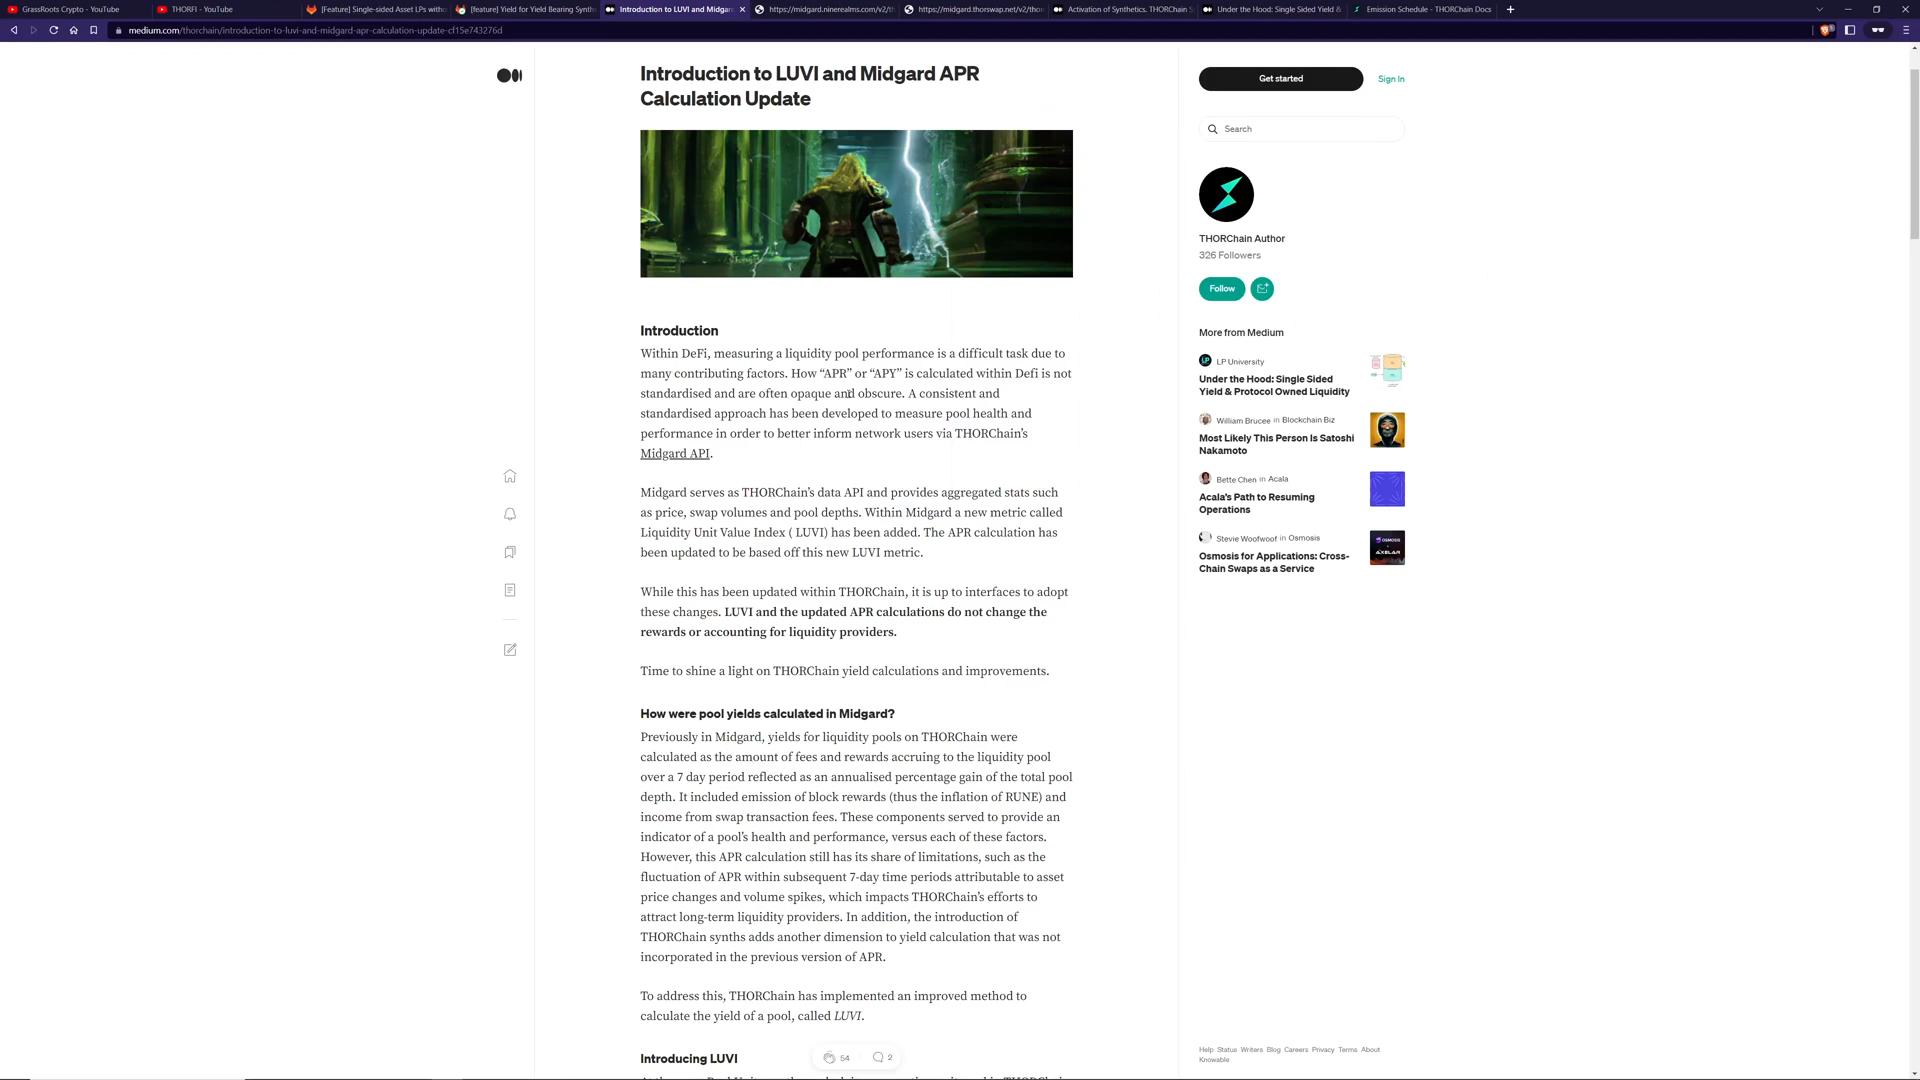 GrassRoots Crypto - YouTube
THORFI - YouTube
[Feature] Single-sided Asset LPs witho
[feature] Yield for Yield Bearing Synth
Introduction to LUVI and Midgar
https://midgard.ninerealms.com/v2/th
https://midgard.thorswap.net/v2/thor
Activation of Synthetics. THORChain S
Under the Hood: Single Sided Yield &
Emission Schedule - THORChain Docs
medium.com/thorchain/introduction-to-luvi-and-midgard-apr-calculation-update-cf15e743276d
Introduction to LUVI and Midgard APR
Calculation Update
Introduction
Within DeFi, measuring a liquidity pool performance is a difficult task due to
many contributing factors. How “APR” or “APY” is calculated within Defi is not
standardised and are often opaque and obscure. A consistent and
standardised approach has been developed to measure pool health and
performance in order to better inform network users via THORChain’s
Midgard API.
Midgard serves as THORChain’s data API and provides aggregated stats such
as price, swap volumes and pool depths. Within Midgard a new metric called
Liquidity Unit Value Index ( LUVI) has been added. The APR calculation has
been updated to be based off this new LUVI metric.
While this has been updated within THORChain, it is up to interfaces to adopt
these changes. LUVI and the updated APR calculations do not change the
rewards or accounting for liquidity providers.
Time to shine a light on THORChain yield calculations and improvements.
How were pool yields calculated in Midgard?
Previously in Midgard, yields for liquidity pools on THORChain were
calculated as the amount of fees and rewards accruing to the liquidity pool
over a 7 day period reflected as an annualised percentage gain of the total pool
depth. It included emission of block rewards (thus the inflation of RUNE) and
income from swap transaction fees. These components served to provide an
indicator of a pool’s health and performance, versus each of these factors.
However, this APR calculation still has its share of limitations, such as the
fluctuation of APR within subsequent 7-day time periods attributable to asset
price changes and volume spikes, which impacts THORChain’s efforts to
attract long-term liquidity providers. In addition, the introduction of
THORChain synths adds another dimension to yield calculation that was not
incorporated in the previous version of APR.
To address this, THORChain has implemented an improved method to
calculate the yield of a pool, called LUVI.
Introducing LUVI
54
2
Get started
Sign In
Search
THORChain Author
326 Followers
Follow
More from Medium
LP University
Under the Hood: Single Sided
Yield & Protocol Owned Liquidity
William Brucee in Blockchain Biz
Most Likely This Person Is Satoshi
Nakamoto
Bette Chen in Acala
Acala’s Path to Resuming
Operations
Stevie Woofwoof in Osmosis
Osmosis for Applications: Cross-
Chain Swaps as a Service
Help Status Writers Blog Careers Privacy Terms About
Knowable